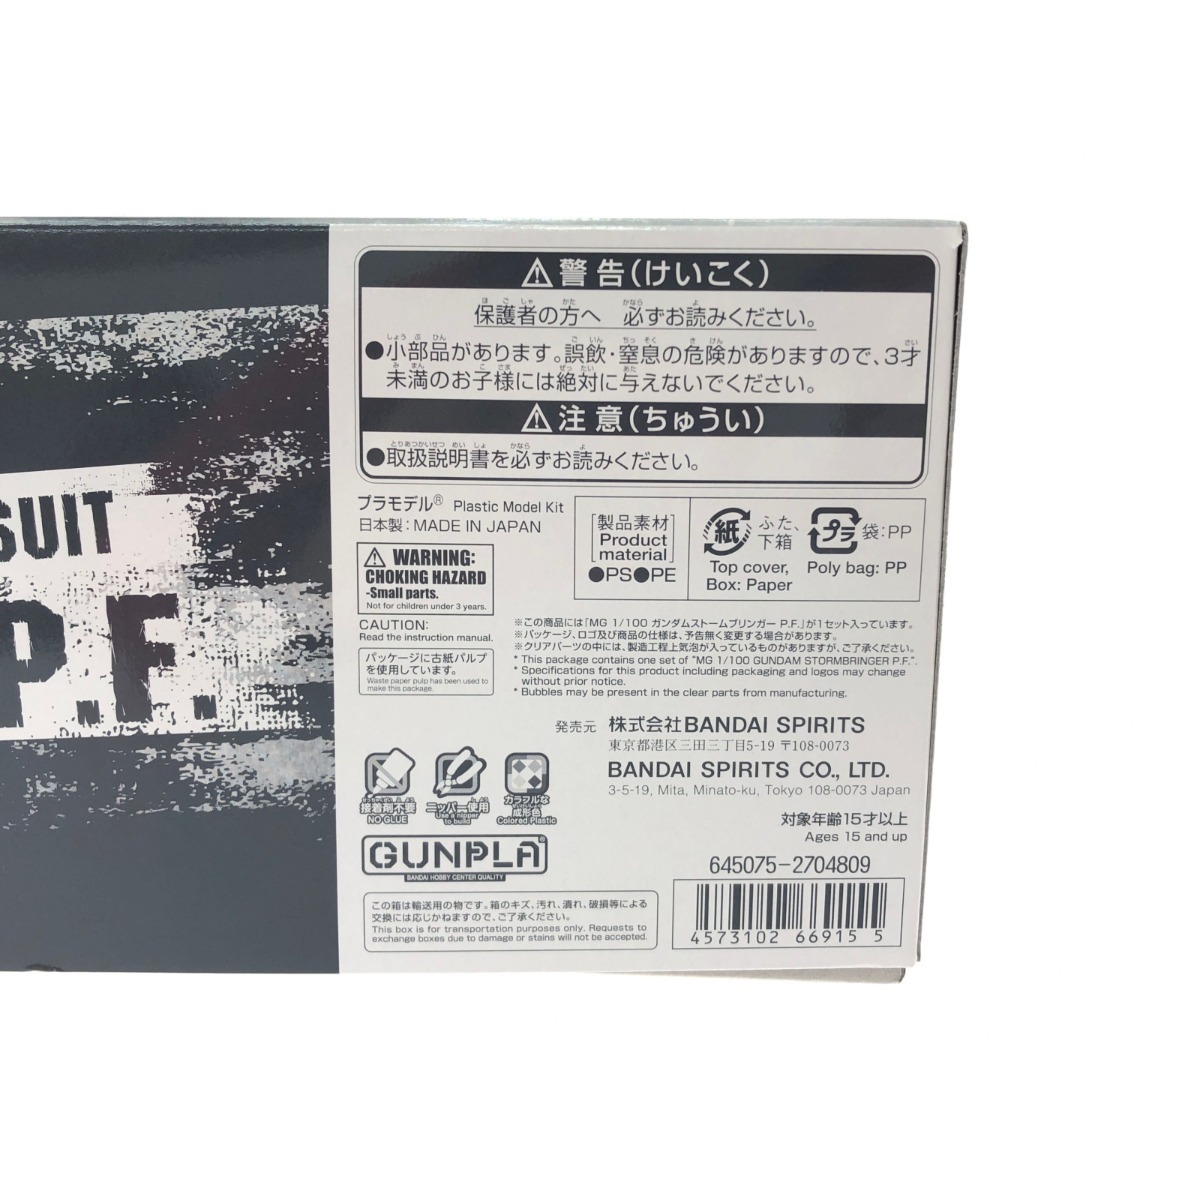 SUIT
P.F.
⚠警告(けいこく)
保護者の方へ 必ずお読みください。
●小部品があります。誤飲・窒息の危険がありますので、3才
未満のお子様には絶対に与えないでください。
⚠注意(ちゅうい)
●取扱説明書を必ずお読みください。
プラモデル® Plastic Model Kit
日本製:MADE IN JAPAN
[製品素材]
Product
material
●PS●PE
紙 ふた、
下箱
Top cover,
Box: Paper
プラ 袋:PP
Poly bag: PP
⚠ WARNING:
CHOKING HAZARD
-Small parts.
Not for children under 3 years.
CAUTION:
Read the instruction manual.
パッケージに古紙パルプ
を使用しています。
Waste paper pulp has been used to
make this package.
※この商品には「MG 1/100 ガンダムストームブリンガー P.F.」が1セット入っています。
※パッケージ、ロゴ及び商品の仕様は、予告無く変更する場合があります。
※クリアパーツの中には、製造工程上気泡が入っているものがありますが、ご了承ください。
* This package contains one set of "MG 1/100 GUNDAM STORMBRINGER P.F.".
* Specifications for this product including packaging and logos may change
without prior notice.
* Bubbles may be present in the clear parts from manufacturing.
発売元 株式会社BANDAI SPIRITS
東京都港区三田三丁目5-19 〒108-0073
BANDAI SPIRITS CO., LTD.
3-5-19, Mita, Minato-ku, Tokyo 108-0073 Japan
接着剤不要
NO GLUE
ニッパー使用
Use a nipper
to build
カラフルな
成形色
Colored Plastic
対象年齢15才以上
Ages 15 and up
GUNPLA®
BANDAI HOBBY CENTER QUALITY
645075-2704809
この箱は輸送用の物です。箱のキズ、汚れ、潰れ、破損等による
交換には応じかねますので、ご了承ください。
This box is for transportation purposes only. Requests to
exchange boxes due to damage or stains will not be accepted.
4573102 66915 5